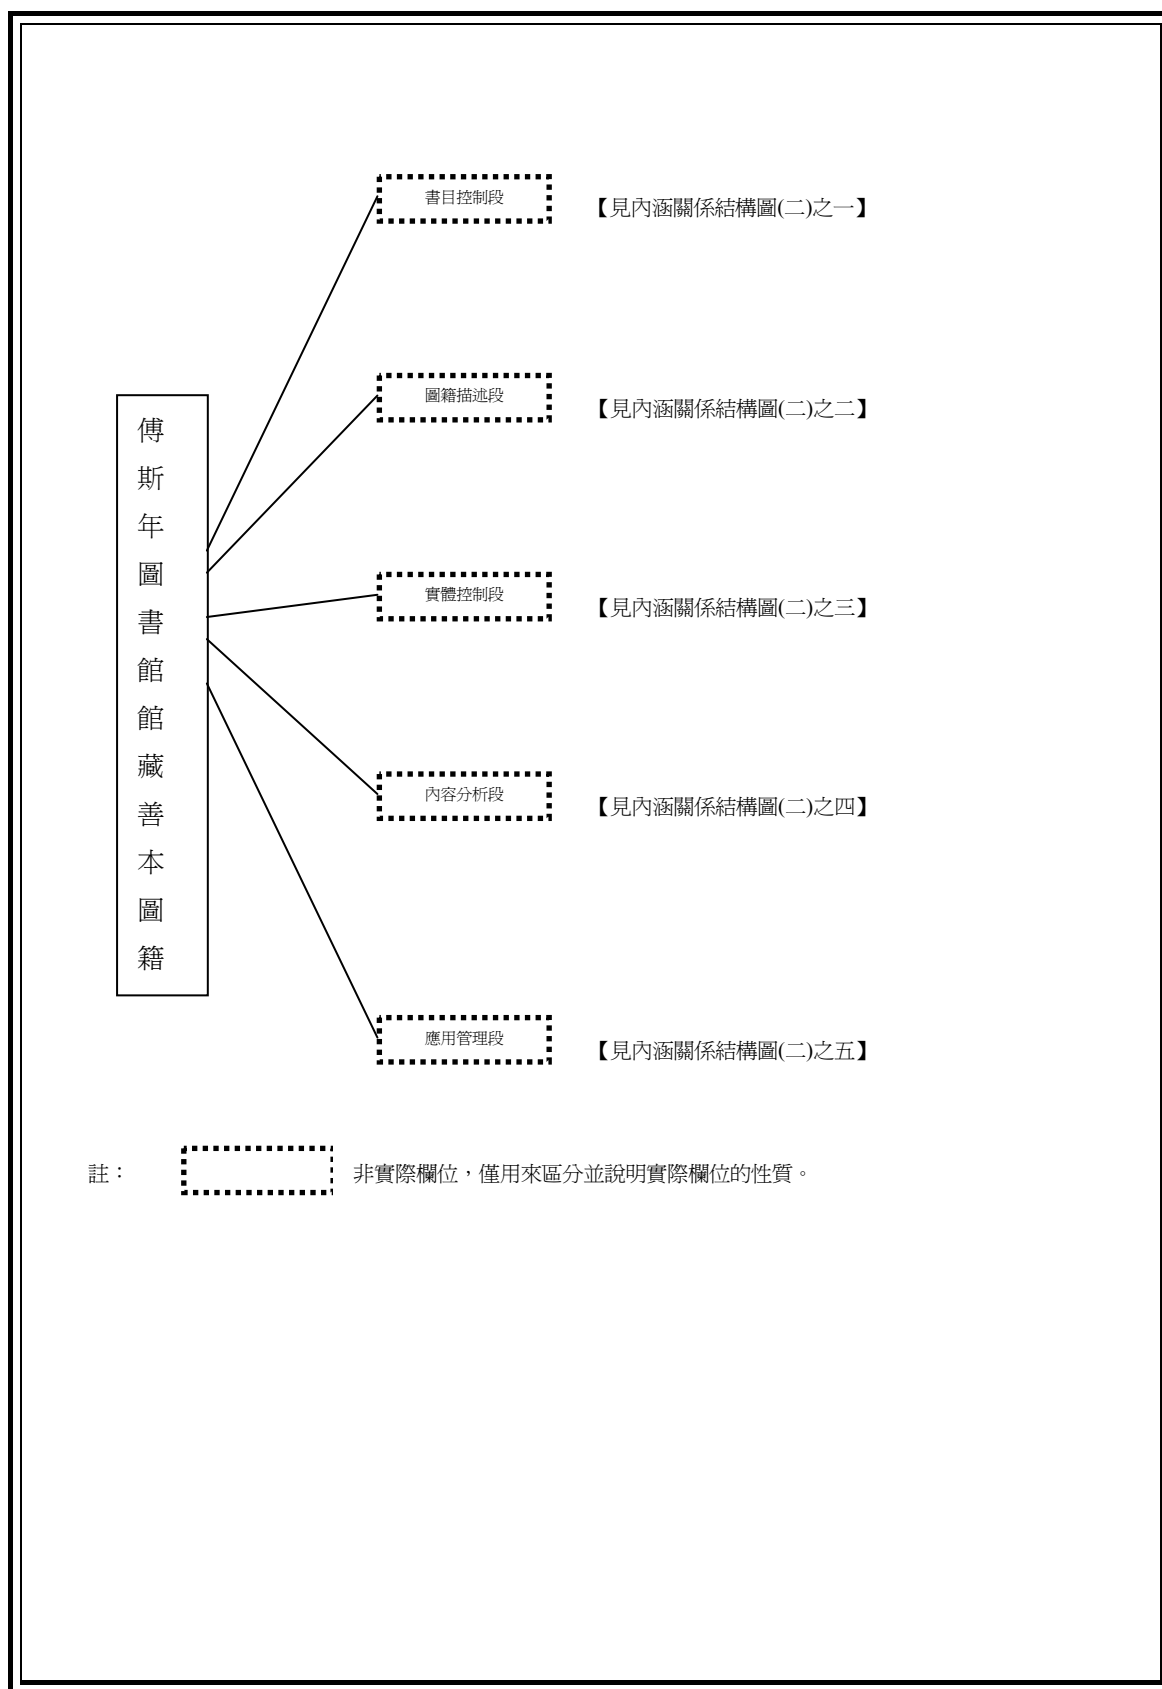 書目控制段
【見內涵關係結構圖(二)之一】
圖籍描述段
【見內涵關係結構圖(二)之二】
傅斯年圖書館館藏善本圖籍
實體控制段
【見內涵關係結構圖(二)之三】
內容分析段
【見內涵關係結構圖(二)之四】
應用管理段
【見內涵關係結構圖(二)之五】
註：
非實際欄位，僅用來區分並說明實際欄位的性質。